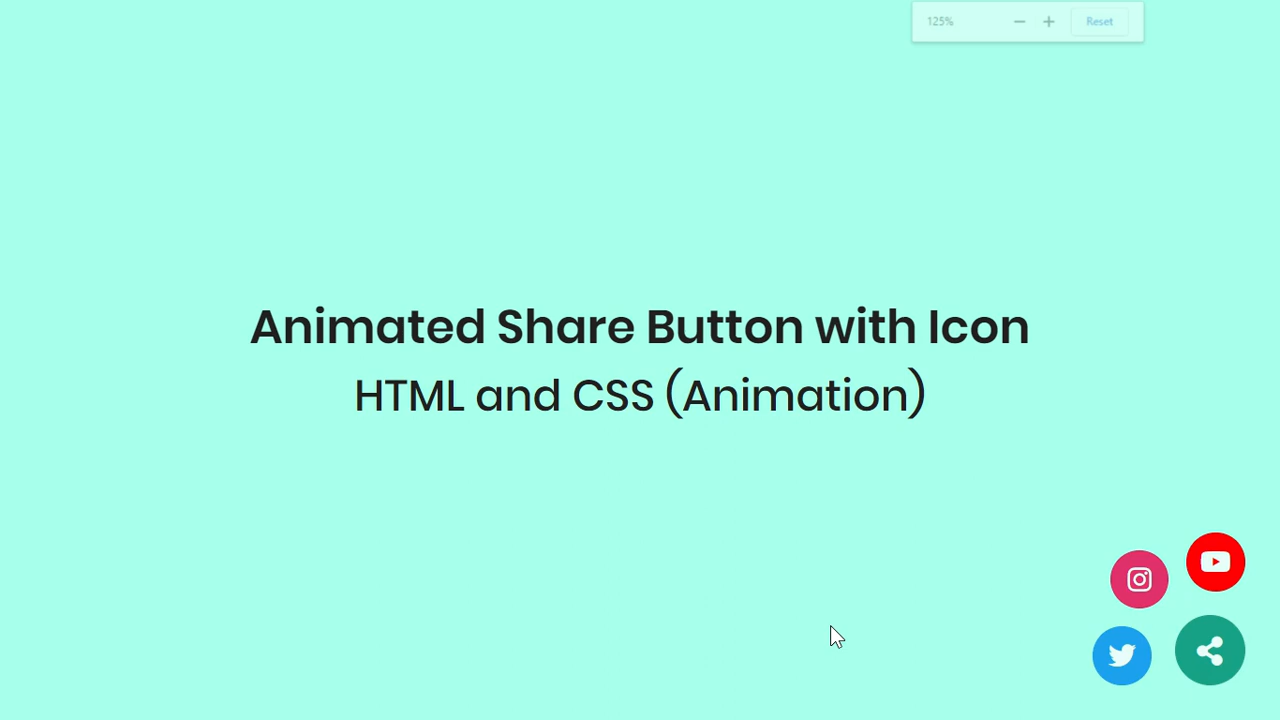 125%
Reset
Animated Share Button with Icon
HTML and CSS (Animation)